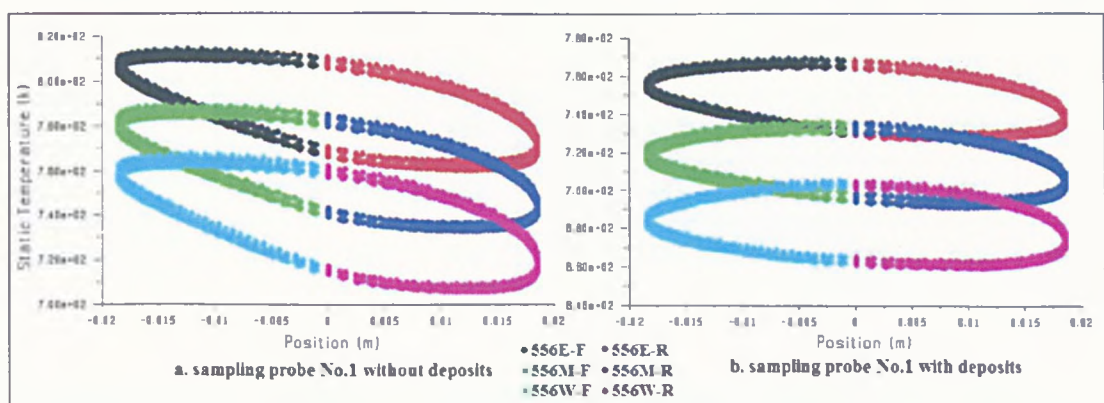 8.20e+02
8.00e+02
7.80e+02
7.60e+02
7.40e+02
7.20e+02
7.00e+02
Static Temperature (k)
-0.02 -0.015 -0.01 -0.005 0 0.005 0.01 0.015 0.02
Position (m)
a. sampling probe No.1 without deposits
7.80e+02
7.60e+02
7.40e+02
7.20e+02
7.00e+02
6.80e+02
6.60e+02
6.40e+02
-0.02 -0.015 -0.01 -0.005 0 0.005 0.01 0.015 0.02
Position (m)
b. sampling probe No.1 with deposits
556E-F 556E-R
556M-F 556M-R
556W-F 556W-R